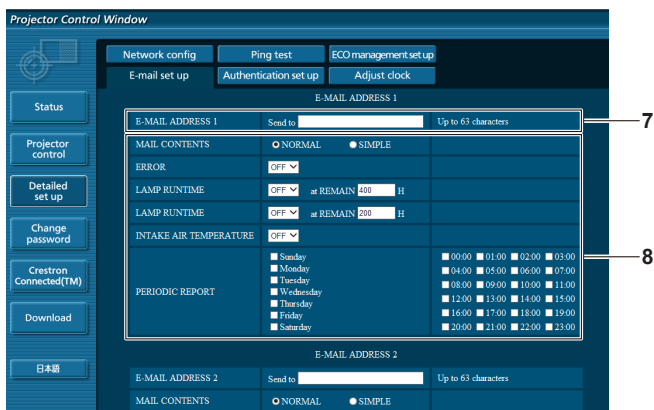 Projector Control Window
Network config Ping test ECO management set up
E-mail set up Authentication set up Adjust clock
Status
Projector control
Detailed set up
Change password
Crestron Connected(TM)
Download
日本語
E-MAIL ADDRESS 1
E-MAIL ADDRESS 1 Send to Up to 63 characters
7
MAIL CONTENTS NORMAL SIMPLE
ERROR OFF
LAMP RUNTIME OFF at REMAIN 400 H
LAMP RUNTIME OFF at REMAIN 200 H
INTAKE AIR TEMPERATURE OFF
8
PERIODIC REPORT
Sunday
Monday
Tuesday
Wednesday
Thursday
Friday
Saturday
00:00 01:00 02:00 03:00
04:00 05:00 06:00 07:00
08:00 09:00 10:00 11:00
12:00 13:00 14:00 15:00
16:00 17:00 18:00 19:00
20:00 21:00 22:00 23:00
E-MAIL ADDRESS 2
E-MAIL ADDRESS 2 Send to Up to 63 characters
MAIL CONTENTS NORMAL SIMPLE